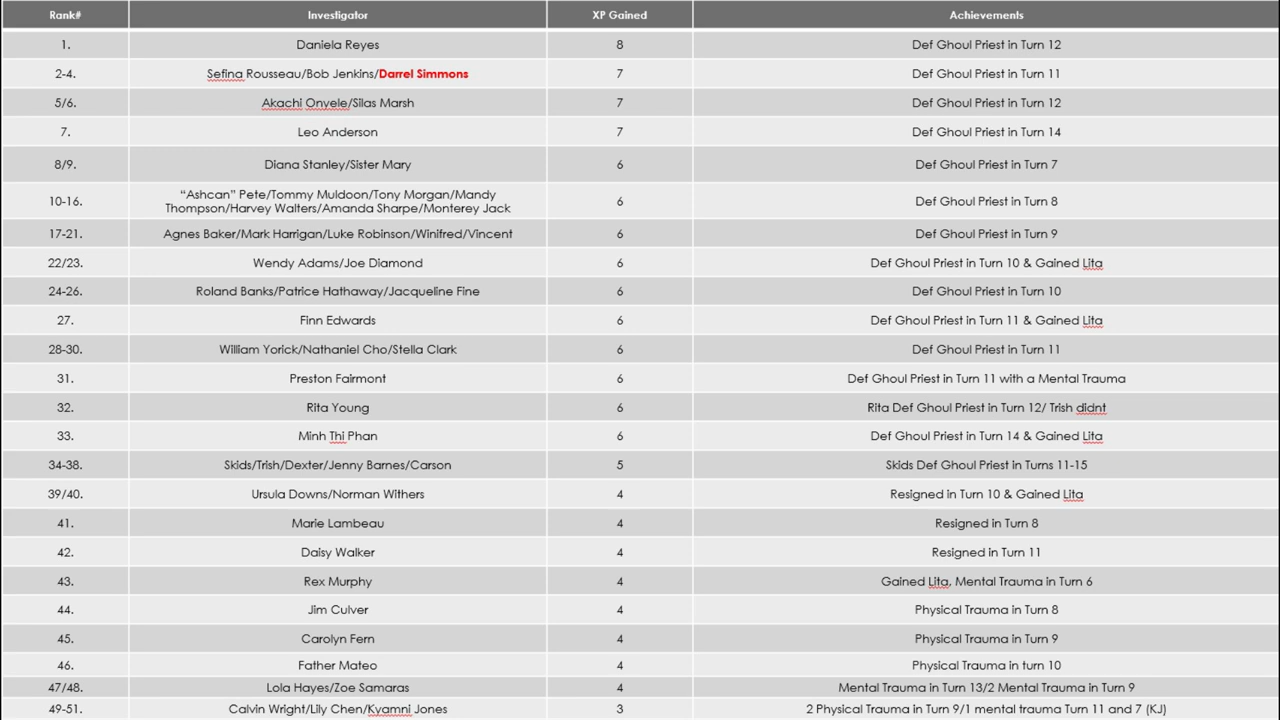 Rank# Investigator XP Gained Achievements
1. Daniela Reyes 8 Def Ghoul Priest in Turn 12
2-4. Sefina Rousseau/Bob Jenkins/Darrel Simmons 7 Def Ghoul Priest in Turn 11
5/6. Akachi Onyele/Silas Marsh 7 Def Ghoul Priest in Turn 12
7. Leo Anderson 7 Def Ghoul Priest in Turn 14
8/9. Diana Stanley/Sister Mary 6 Def Ghoul Priest in Turn 7
10-16. “Ashcan” Pete/Tommy Muldoon/Tony Morgan/Mandy
Thompson/Harvey Walters/Amanda Sharpe/Monterey Jack 6 Def Ghoul Priest in Turn 8
17-21. Agnes Baker/Mark Harrigan/Luke Robinson/Winifred/Vincent 6 Def Ghoul Priest in Turn 9
22/23. Wendy Adams/Joe Diamond 6 Def Ghoul Priest in Turn 10 & Gained Lita
24-26. Roland Banks/Patrice Hathaway/Jacqueline Fine 6 Def Ghoul Priest in Turn 10
27. Finn Edwards 6 Def Ghoul Priest in Turn 11 & Gained Lita
28-30. William Yorick/Nathaniel Cho/Stella Clark 6 Def Ghoul Priest in Turn 11
31. Preston Fairmont 6 Def Ghoul Priest in Turn 11 with a Mental Trauma
32. Rita Young 6 Rita Def Ghoul Priest in Turn 12/ Trish didnt
33. Minh Thi Phan 6 Def Ghoul Priest in Turn 14 & Gained Lita
34-38. Skids/Trish/Dexter/Jenny Barnes/Carson 5 Skids Def Ghoul Priest in Turns 11-15
39/40. Ursula Downs/Norman Withers 4 Resigned in Turn 10 & Gained Lita
41. Marie Lambeau 4 Resigned in Turn 8
42. Daisy Walker 4 Resigned in Turn 11
43. Rex Murphy 4 Gained Lita, Mental Trauma in Turn 6
44. Jim Culver 4 Physical Trauma in Turn 8
45. Carolyn Fern 4 Physical Trauma in Turn 9
46. Father Mateo 4 Physical Trauma in turn 10
47/48. Lola Hayes/Zoe Samaras 4 Mental Trauma in Turn 13/2 Mental Trauma in Turn 9
49-51. Calvin Wright/Lily Chen/Kyamni Jones 3 2 Physical Trauma in Turn 9/1 mental trauma Turn 11 and 7 (KJ)